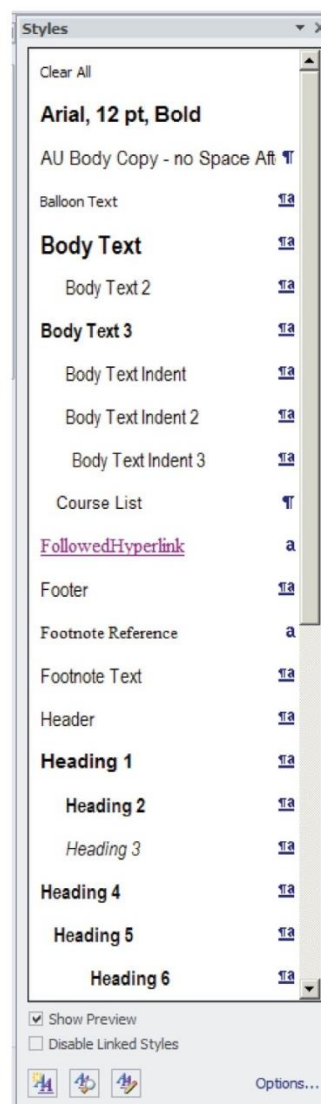 Styles
Clear All
Arial, 12 pt, Bold
AU Body Copy - no Space Aft ¶
Balloon Text ¶a
Body Text ¶a
Body Text 2 ¶a
Body Text 3 ¶a
Body Text Indent ¶a
Body Text Indent 2 ¶a
Body Text Indent 3 ¶a
Course List ¶
FollowedHyperlink a
Footer ¶a
Footnote Reference a
Footnote Text ¶a
Header ¶a
Heading 1 ¶a
Heading 2 ¶a
Heading 3 ¶a
Heading 4 ¶a
Heading 5 ¶a
Heading 6 ¶a
Show Preview
Disable Linked Styles
Options...